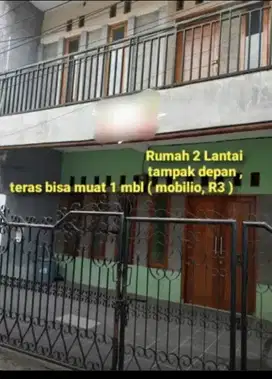 Rumah 2 Lantai
tampak depan ,
teras bisa muat 1 mbl ( mobilio, R3 )